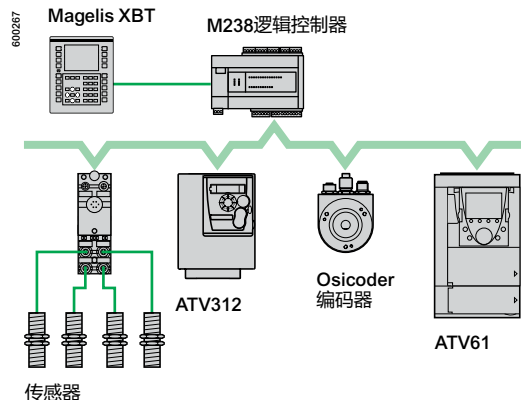 600267
Magelis XBT
M238逻辑控制器
ATV312
Osicoder
编码器
ATV61
传感器